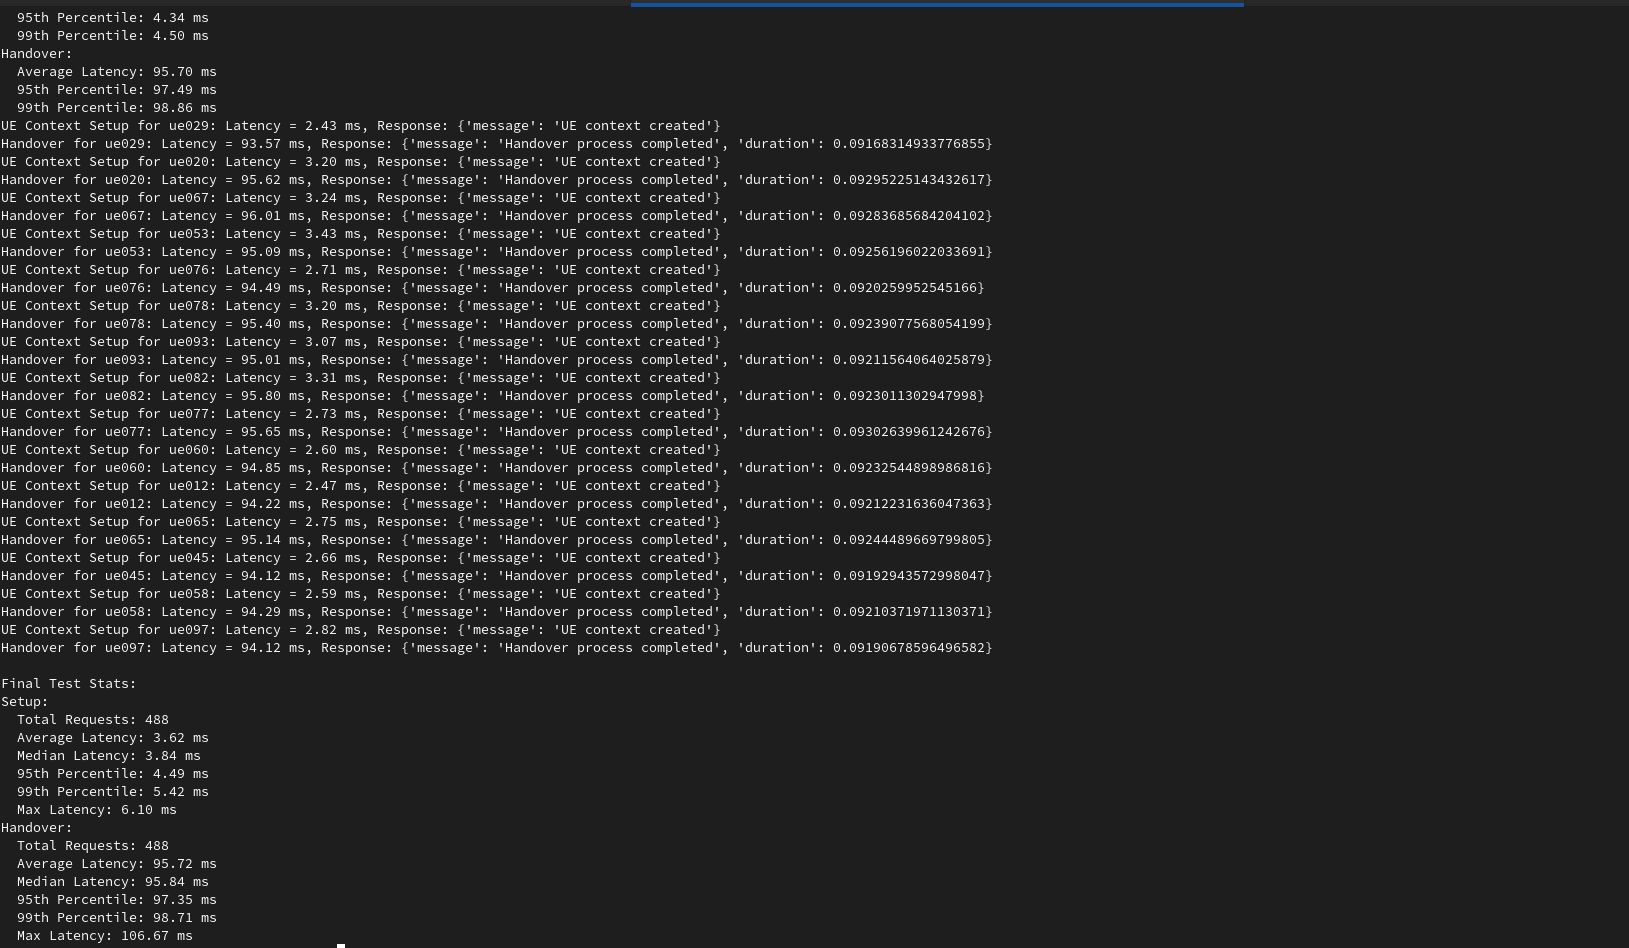 95th Percentile: 4.34 ms
99th Percentile: 4.50 ms
Handover:
Average Latency: 95.70 ms
95th Percentile: 97.49 ms
99th Percentile: 98.86 ms
UE Context Setup for ue029: Latency = 2.43 ms, Response: {'message': 'UE context created'}
Handover for ue029: Latency = 93.57 ms, Response: {'message': 'Handover process completed', 'duration': 0.09168314933776855}
UE Context Setup for ue020: Latency = 3.20 ms, Response: {'message': 'UE context created'}
Handover for ue020: Latency = 95.62 ms, Response: {'message': 'Handover process completed', 'duration': 0.09295225143432617}
UE Context Setup for ue067: Latency = 3.24 ms, Response: {'message': 'UE context created'}
Handover for ue067: Latency = 96.01 ms, Response: {'message': 'Handover process completed', 'duration': 0.09283685684204102}
UE Context Setup for ue053: Latency = 3.43 ms, Response: {'message': 'UE context created'}
Handover for ue053: Latency = 95.09 ms, Response: {'message': 'Handover process completed', 'duration': 0.09256196022033691}
UE Context Setup for ue076: Latency = 2.71 ms, Response: {'message': 'UE context created'}
Handover for ue076: Latency = 94.49 ms, Response: {'message': 'Handover process completed', 'duration': 0.0920259952545166}
UE Context Setup for ue078: Latency = 3.20 ms, Response: {'message': 'UE context created'}
Handover for ue078: Latency = 95.40 ms, Response: {'message': 'Handover process completed', 'duration': 0.09239077568054199}
UE Context Setup for ue093: Latency = 3.07 ms, Response: {'message': 'UE context created'}
Handover for ue093: Latency = 95.01 ms, Response: {'message': 'Handover process completed', 'duration': 0.09211564064025879}
UE Context Setup for ue082: Latency = 3.31 ms, Response: {'message': 'UE context created'}
Handover for ue082: Latency = 95.80 ms, Response: {'message': 'Handover process completed', 'duration': 0.0923011302947998}
UE Context Setup for ue077: Latency = 2.73 ms, Response: {'message': 'UE context created'}
Handover for ue077: Latency = 95.65 ms, Response: {'message': 'Handover process completed', 'duration': 0.09302639961242676}
UE Context Setup for ue060: Latency = 2.60 ms, Response: {'message': 'UE context created'}
Handover for ue060: Latency = 94.85 ms, Response: {'message': 'Handover process completed', 'duration': 0.09232544898986816}
UE Context Setup for ue012: Latency = 2.47 ms, Response: {'message': 'UE context created'}
Handover for ue012: Latency = 94.22 ms, Response: {'message': 'Handover process completed', 'duration': 0.09212231636047363}
UE Context Setup for ue065: Latency = 2.75 ms, Response: {'message': 'UE context created'}
Handover for ue065: Latency = 95.14 ms, Response: {'message': 'Handover process completed', 'duration': 0.09244489669799805}
UE Context Setup for ue045: Latency = 2.66 ms, Response: {'message': 'UE context created'}
Handover for ue045: Latency = 94.12 ms, Response: {'message': 'Handover process completed', 'duration': 0.09192943572998047}
UE Context Setup for ue058: Latency = 2.59 ms, Response: {'message': 'UE context created'}
Handover for ue058: Latency = 94.29 ms, Response: {'message': 'Handover process completed', 'duration': 0.09210371971130371}
UE Context Setup for ue097: Latency = 2.82 ms, Response: {'message': 'UE context created'}
Handover for ue097: Latency = 94.12 ms, Response: {'message': 'Handover process completed', 'duration': 0.09190678596496582}
Final Test Stats:
Setup:
Total Requests: 488
Average Latency: 3.62 ms
Median Latency: 3.84 ms
95th Percentile: 4.49 ms
99th Percentile: 5.42 ms
Max Latency: 6.10 ms
Handover:
Total Requests: 488
Average Latency: 95.72 ms
Median Latency: 95.84 ms
95th Percentile: 97.35 ms
99th Percentile: 98.71 ms
Max Latency: 106.67 ms